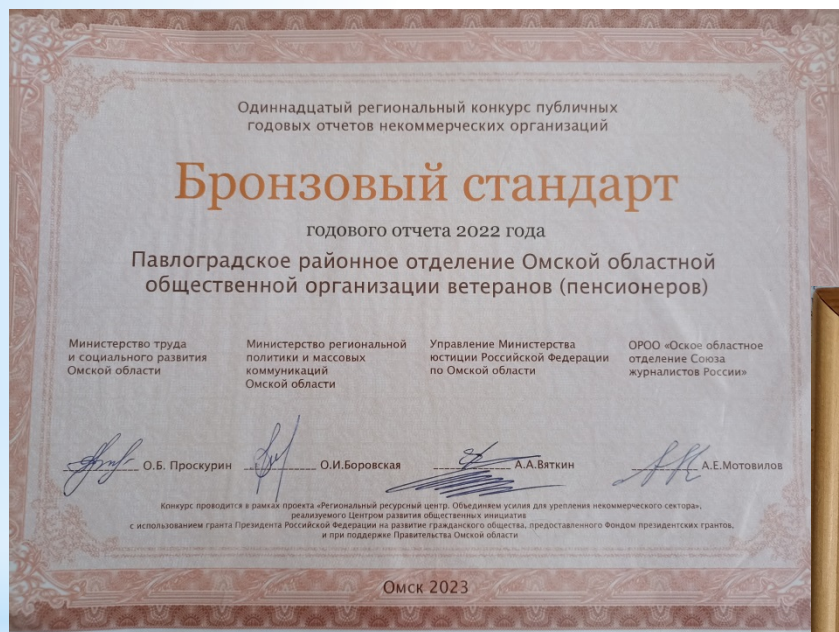 Одиннадцатый региональный конкурс публичных
годовых отчетов некоммерческих организаций
Бронзовый стандарт
годового отчета 2022 года
Павлоградское районное отделение Омской областной
общественной организации ветеранов (пенсионеров)
Министерство труда
и социального развития
Омской области
Министерство региональной
политики и массовых
коммуникаций
Омской области
Управление Министерства
юстиции Российской Федерации
по Омской области
ОРОО «Оское областное
отделение Союза
журналистов России»
О.Б. Проскурин
О.И.Боровская
А.А.Вяткин
А.Е.Мотовилов
Конкурс проводится в рамках проекта «Региональный ресурсный центр. Объединяем усилия для укрепления некоммерческого сектора»,
реализуемого Центром развития общественных инициатив
с использованием гранта Президента Российской Федерации на развитие гражданского общества, предоставленного Фондом президентских грантов,
и при поддержке Правительства Омской области
Омск 2023